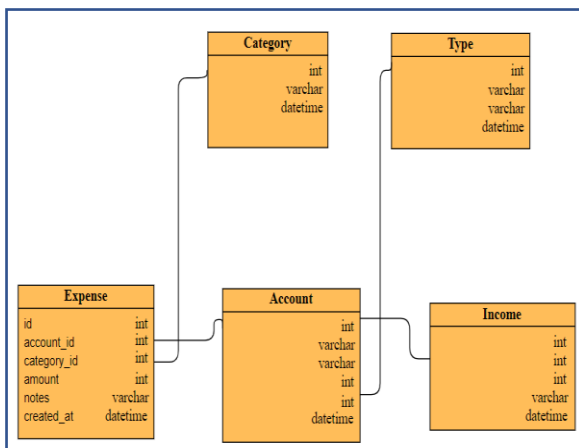 Category
int
varchar
datetime
Type
int
varchar
varchar
datetime
Expense
id int
account_id int
category_id int
amount int
notes varchar
created_at datetime
Account
int
varchar
varchar
int
int
datetime
Income
int
int
int
varchar
datetime